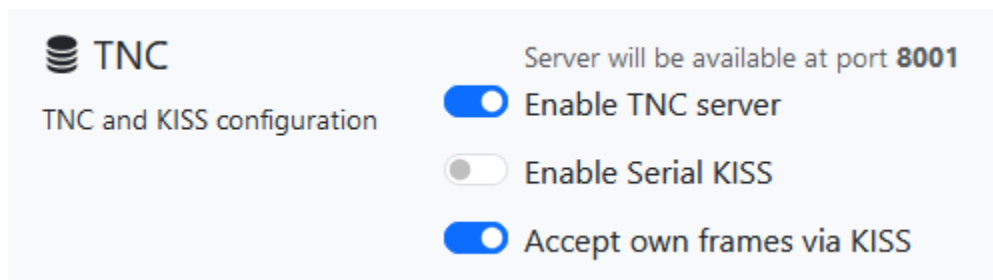 TNC
TNC and KISS configuration
Server will be available at port 8001
Enable TNC server
Enable Serial KISS
Accept own frames via KISS